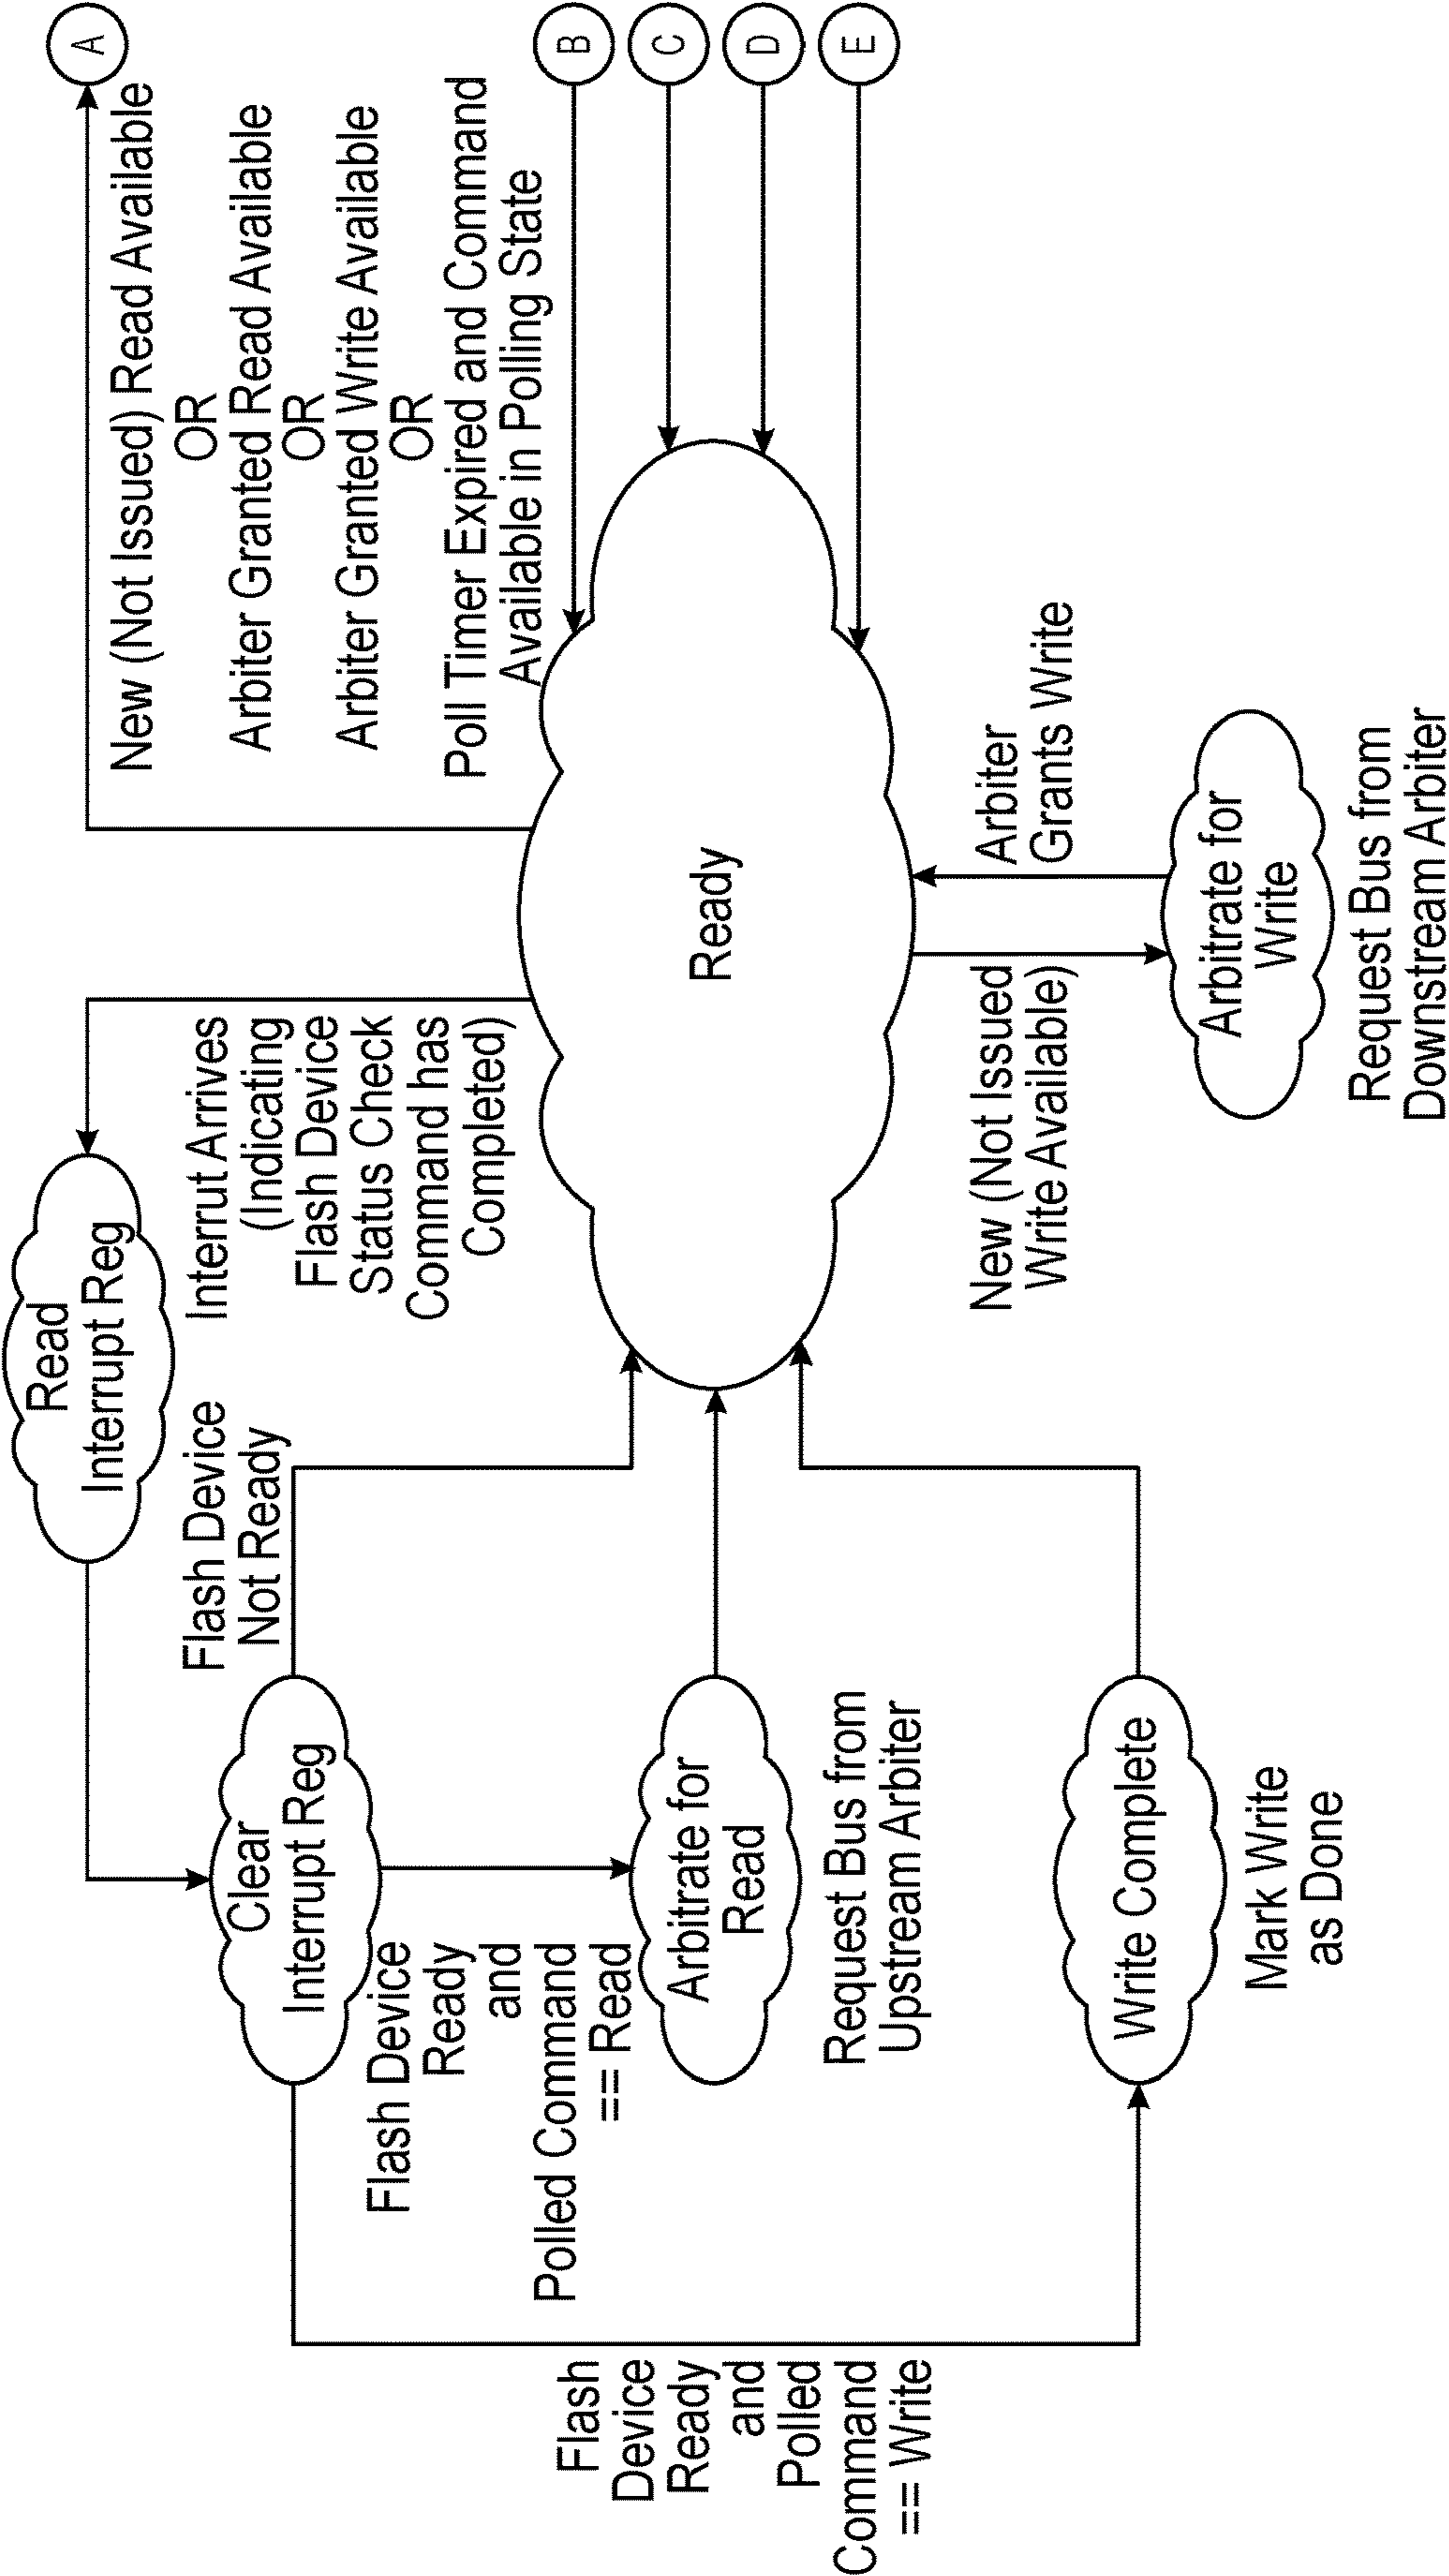 Read
Interrupt Reg
A
Interrut Arrives
(Indicating
Flash Device
Status Check
Command has
Completed)
New (Not Issued) Read Available
OR
Arbiter Granted Read Available
OR
Arbiter Granted Write Available
OR
Poll Timer Expired and Command
Available in Polling State
Flash Device
Not Ready
Clear
Interrupt Reg
Flash Device
Ready
and
Polled Command
== Read
B
C
D
E
Ready
Arbitrate for
Read
Request Bus from
Upstream Arbiter
Flash
Device
Ready
and
Polled
Command
== Write
New (Not Issued
Write Available)
Arbiter
Grants Write
Write Complete
Mark Write
as Done
Arbitrate for
Write
Request Bus from
Downstream Arbiter